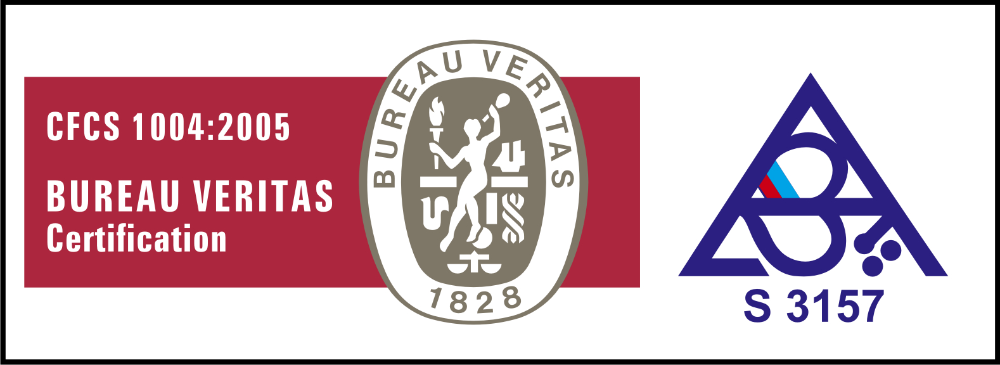 CFCS 1004:2005
BUREAU VERITAS
Certification
BUREAU VERITAS
1828
S 3157